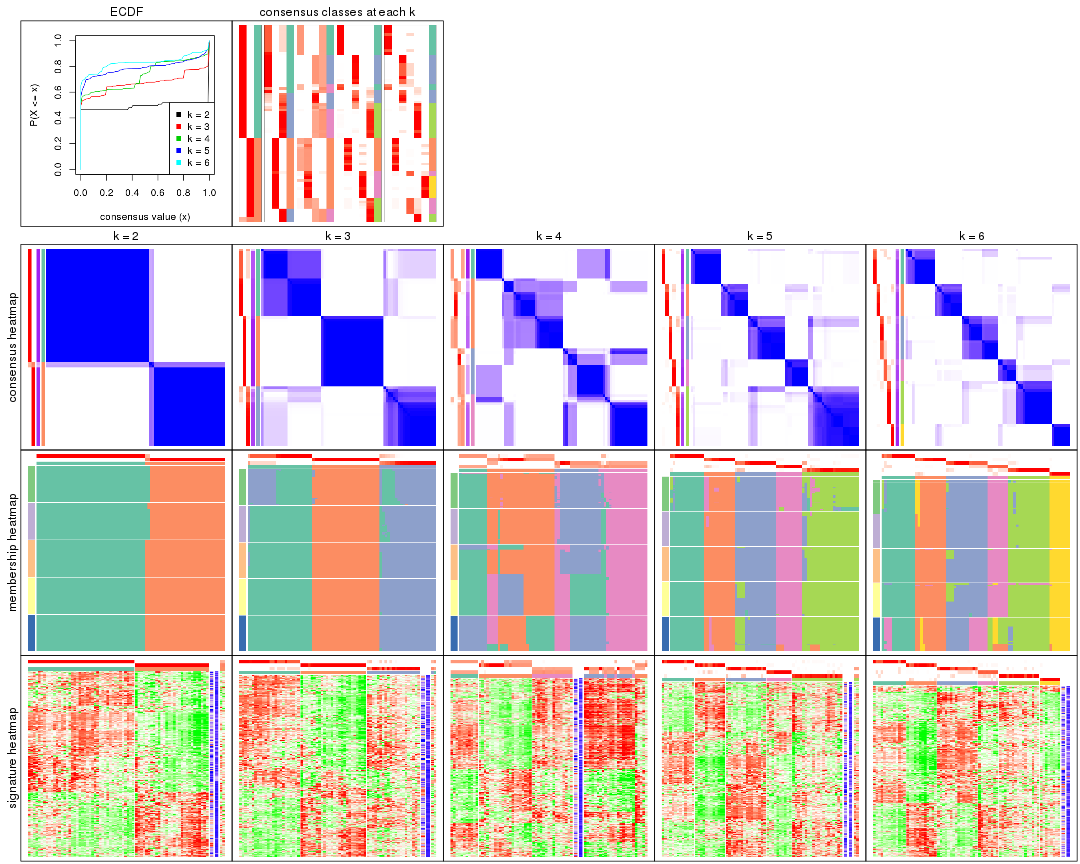 ECDF
consensus classes at each k
P(X <= x)
0.0
0.2
0.4
0.6
0.8
1.0
k = 2
k = 3
k = 4
k = 5
k = 6
0.0 0.2 0.4 0.6 0.8 1.0
consensus value (x)
k = 2
k = 3
k = 4
k = 5
k = 6
consensus heatmap
membership heatmap
signature heatmap